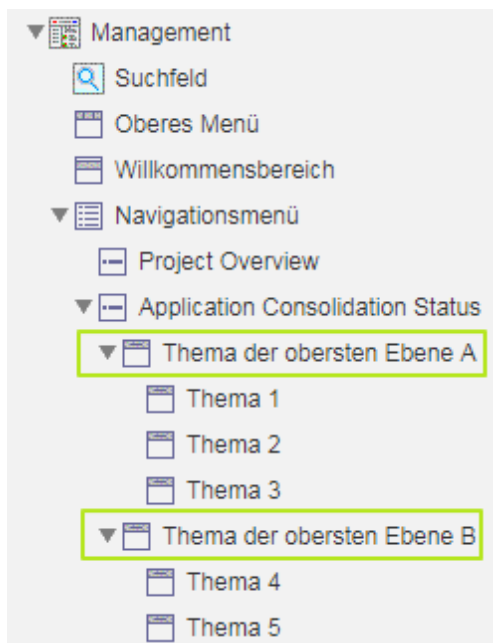 Management
Suchfeld
Oberes Menü
Willkommensbereich
Navigationsmenü
Project Overview
Application Consolidation Status
Thema der obersten Ebene A
Thema 1
Thema 2
Thema 3
Thema der obersten Ebene B
Thema 4
Thema 5